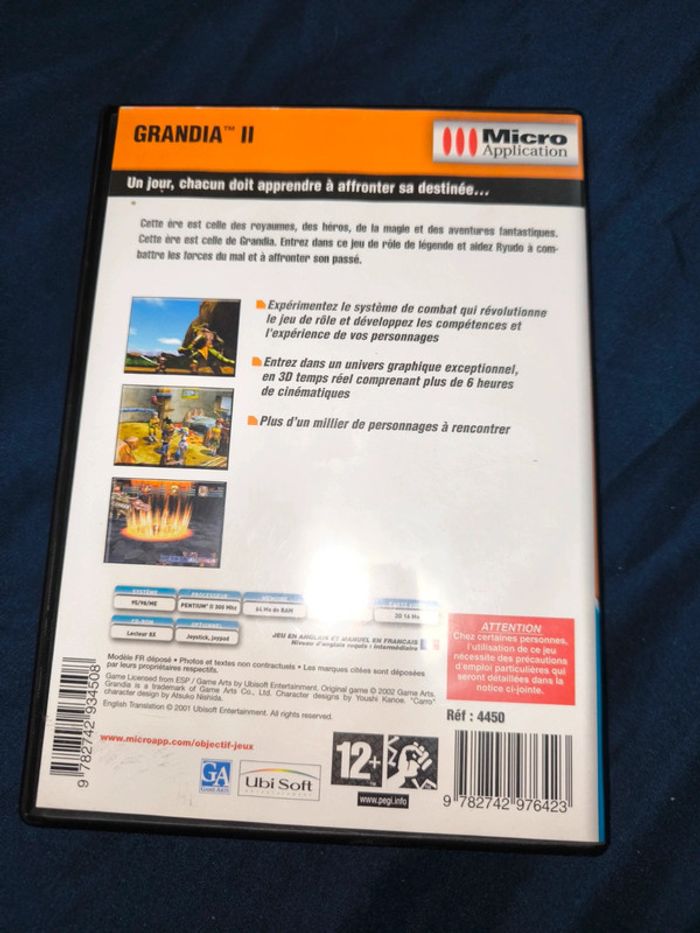 GRANDIA™ II
Micro
Application
Un jour, chacun doit apprendre à affronter sa destinée...
Cette ère est celle des royaumes, des héros, de la magie et des aventures fantastiques.
Cette ère est celle de Grandia. Entrez dans ce jeu de rôle de légende et aidez Ryudo à com-
battre les forces du mal et à affronter son passé.
Expérimentez le système de combat qui révolutionne
le jeu de rôle et développez les compétences et
l'expérience de vos personnages
Entrez dans un univers graphique exceptionnel,
en 3D temps réel comprenant plus de 6 heures
de cinématiques
Plus d'un millier de personnages à rencontrer
SYSTÈME
95/98/ME
PROCESSEUR
PENTIUM® II 300 Mhz
MÉMOIRE
64 Mo de RAM
3D 16 Mo
CD-ROM
Lecteur 8X
OPTIONNEL
Joystick, joypad
JEU EN ANGLAIS ET MANUEL EN FRANÇAIS
Niveau d'anglais requis : intermédiaire
ATTENTION
Chez certaines personnes,
l'utilisation de ce jeu
nécessite des précautions
d'emploi particulières qui
seront détaillées dans la
notice ci-jointe.
Modèle FR déposé • Photos et textes non contractuels • Les marques citées sont déposées
par leurs propriétaires respectifs.
Game Licensed from ESP / Game Arts by Ubisoft Entertainment. Original game © 2002 Game Arts.
Grandia is a trademark of Game Arts Co., Ltd. Character designs by Youshi Kanoe. "Carro"
character design by Atsuko Nishida.
English Translation © 2001 Ubisoft Entertainment. All rights reserved.
Réf : 4450
www.microapp.com/objectif-jeux
9 782742 934508
GA
GAME ARTS
Ubi Soft
ENTERTAINMENT
12+
www.pegi.info
9 782742 976423